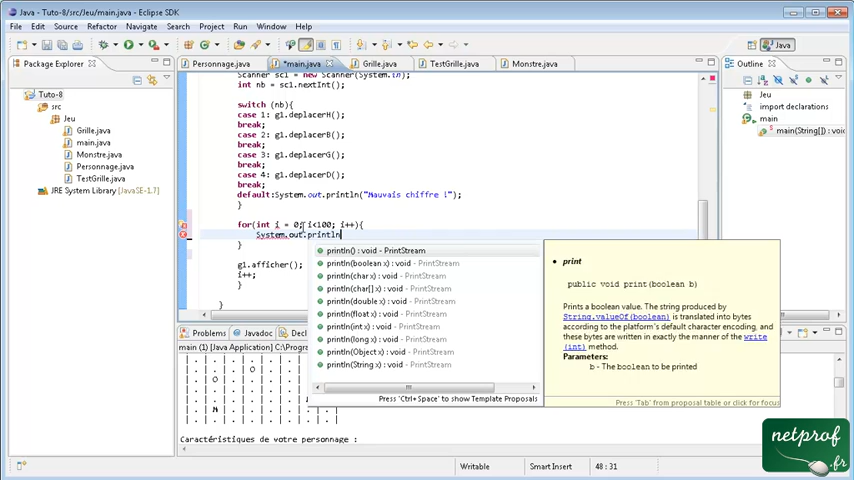 Java - Tuto-8/src/Jeu/main.java - Eclipse SDK
File Edit Source Refactor Navigate Search Project Run Window Help
Java
Package Explorer
Personnage.java *main.java Grille.java TestGrille.java Monstre.java
Outline
Tuto-8
src
Jeu
Grille.java
main.java
Monstre.java
Personnage.java
TestGrille.java
JRE System Library [JavaSE-1.7]
Scanner sc1 = new Scanner(System.in);
int nb = sc1.nextInt();
switch (nb){
case 1: g1.deplacerH();
break;
case 2: g1.deplacerB();
break;
case 3: g1.deplacerG();
break;
case 4: g1.deplacerD();
break;
default:System.out.println("Mauvais chiffre !");
}
for(int i = 0; i<100; i++){
System.out.println
}
g1.afficher();
i++;
}
}
Jeu
import declarations
main
main(String[]) : void
println() : void - PrintStream
println(boolean x) : void - PrintStream
println(char x) : void - PrintStream
println(char[] x) : void - PrintStream
println(double x) : void - PrintStream
println(float x) : void - PrintStream
println(int x) : void - PrintStream
println(long x) : void - PrintStream
println(Object x) : void - PrintStream
println(String x) : void - PrintStream
Press 'Ctrl+Space' to show Template Proposals
print
public void print(boolean b)
Prints a boolean value. The string produced by
String.valueOf(boolean) is translated into bytes
according to the platform's default character encoding, and
these bytes are written in exactly the manner of the write
(int) method.
Parameters:
b - The boolean to be printed
Press 'Tab' from proposal table or click for focus
Problems Javadoc Decl
main (1) [Java Application] C:\Progra
| . | . | . | . |
| . | . | . | O |
| . | O | . | . |
| . | . | . | . |
| . | . | . | . |
| . | M | . | . |
| . | . | . | . |
Caractéristiques de votre personnage :
Writable Smart Insert 48 : 31
netprof
.fr